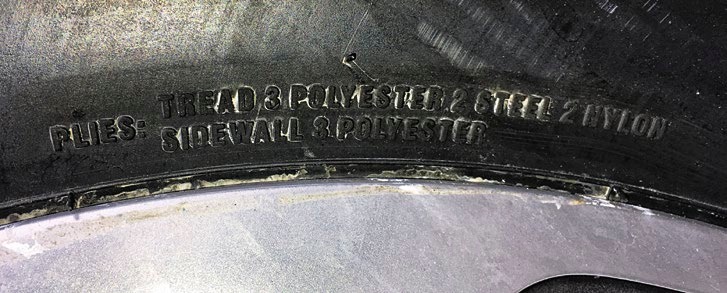 PLIES: TREAD 3 POLYESTER 2 STEEL 2 NYLON
SIDEWALL 3 POLYESTER